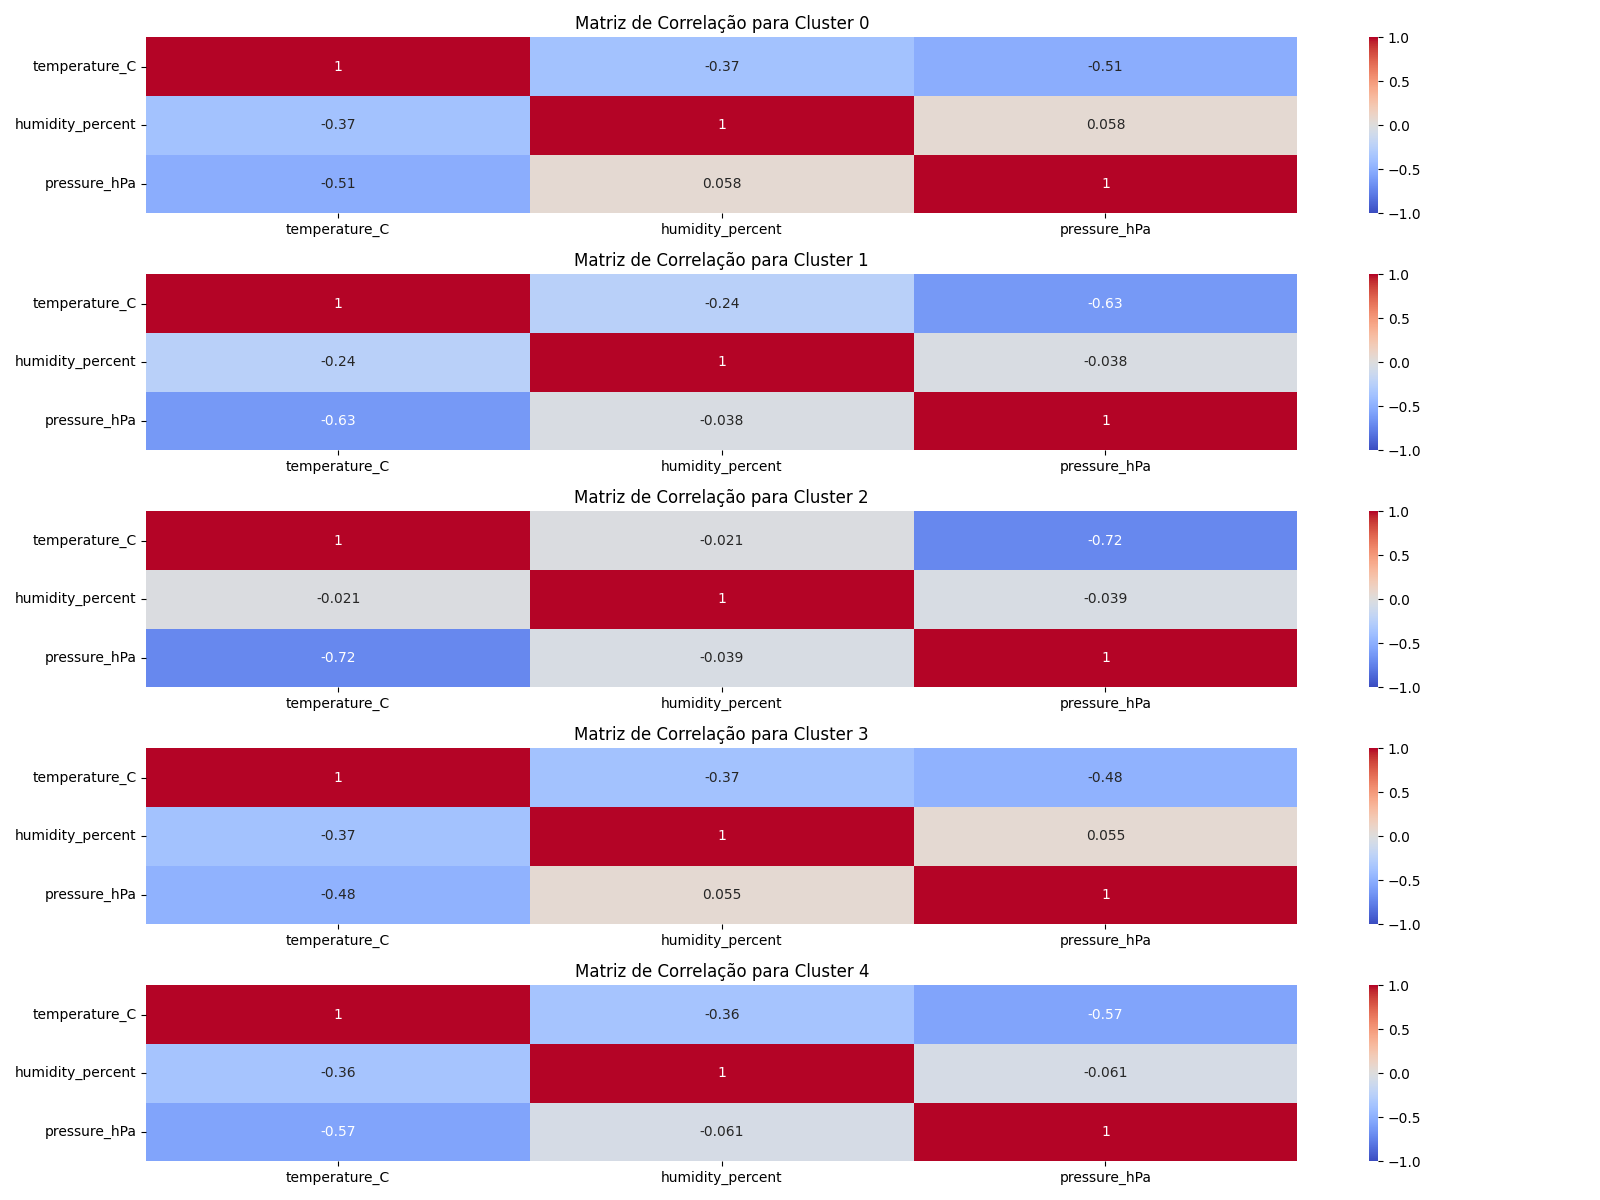 Matriz de Correlação para Cluster 0
temperature_C 1 -0.37 -0.51
humidity_percent -0.37 1 0.058
pressure_hPa -0.51 0.058 1
temperature_C humidity_percent pressure_hPa
1.0
0.5
0.0
−0.5
−1.0
Matriz de Correlação para Cluster 1
temperature_C 1 -0.24 -0.63
humidity_percent -0.24 1 -0.038
pressure_hPa -0.63 -0.038 1
temperature_C humidity_percent pressure_hPa
1.0
0.5
0.0
−0.5
−1.0
Matriz de Correlação para Cluster 2
temperature_C 1 -0.021 -0.72
humidity_percent -0.021 1 -0.039
pressure_hPa -0.72 -0.039 1
temperature_C humidity_percent pressure_hPa
1.0
0.5
0.0
−0.5
−1.0
Matriz de Correlação para Cluster 3
temperature_C 1 -0.37 -0.48
humidity_percent -0.37 1 0.055
pressure_hPa -0.48 0.055 1
temperature_C humidity_percent pressure_hPa
1.0
0.5
0.0
−0.5
−1.0
Matriz de Correlação para Cluster 4
temperature_C 1 -0.36 -0.57
humidity_percent -0.36 1 -0.061
pressure_hPa -0.57 -0.061 1
temperature_C humidity_percent pressure_hPa
1.0
0.5
0.0
−0.5
−1.0